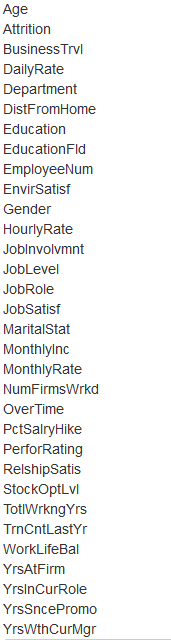 Age
Attrition
BusinessTrvl
DailyRate
Department
DistFromHome
Education
EducationFld
EmployeeNum
EnvirSatisf
Gender
HourlyRate
JobInvolvmnt
JobLevel
JobRole
JobSatisf
MaritalStat
MonthlyInc
MonthlyRate
NumFirmsWrkd
OverTime
PctSalryHike
PerforRating
RelshipSatis
StockOptLvl
TotlWrkngYrs
TrnCntLastYr
WorkLifeBal
YrsAtFirm
YrsInCurRole
YrsSncePromo
YrsWthCurMgr